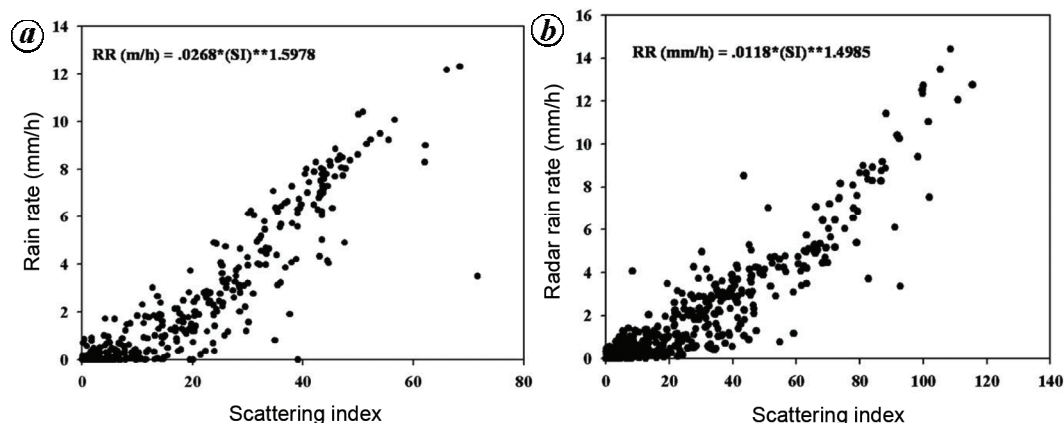 a
RR (m/h) = .0268*(SI)**1.5978
Rain rate (mm/h)
14
12
10
8
6
4
2
0
0 20 40 60 80
Scattering index
b
RR (mm/h) = .0118*(SI)**1.4985
Radar rain rate (mm/h)
16
14
12
10
8
6
4
2
0
0 20 40 60 80 100 120 140
Scattering index